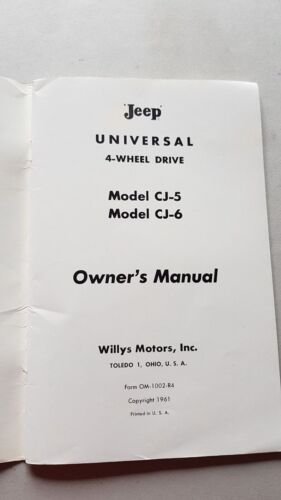 'Jeep'
UNIVERSAL
4-WHEEL DRIVE
Model CJ-5
Model CJ-6
Owner's Manual
Willys Motors, Inc.
TOLEDO 1, OHIO, U. S. A.
Form OM-1002-R4
Copyright 1961
Printed in U. S. A.